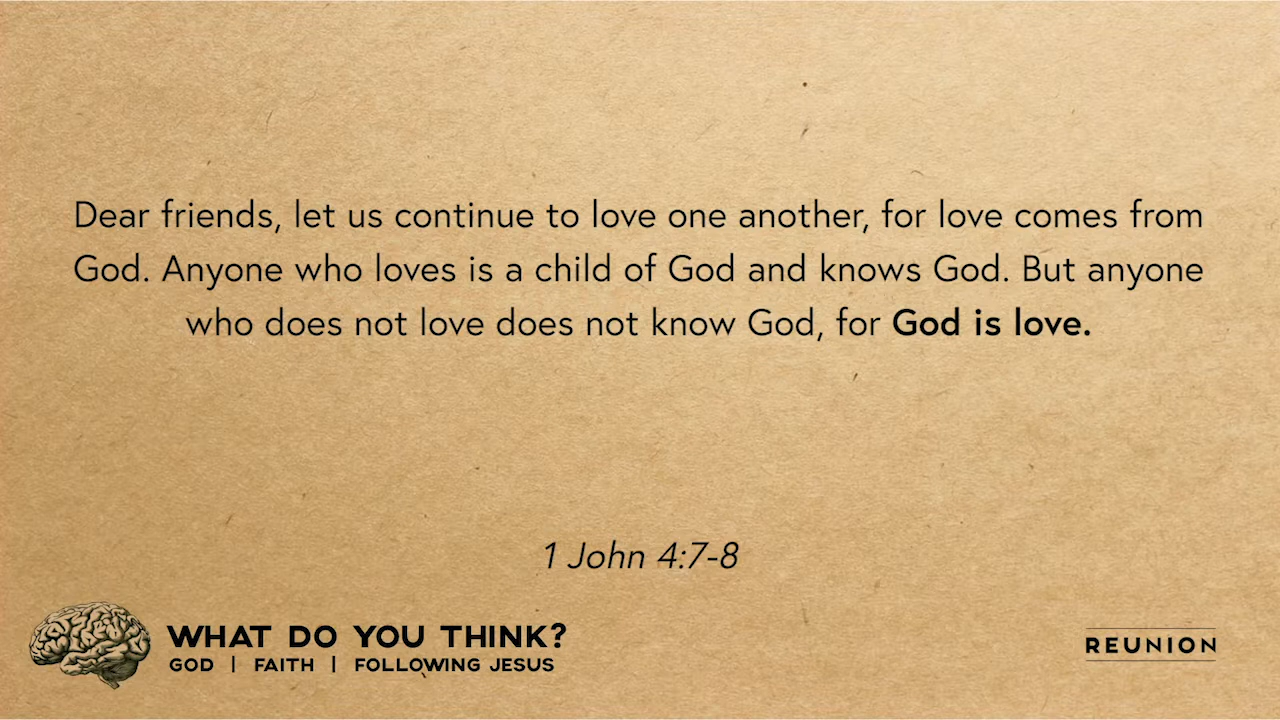 Dear friends, let us continue to love one another, for love comes from
God. Anyone who loves is a child of God and knows God. But anyone
who does not love does not know God, for God is love.
1 John 4:7-8
WHAT DO YOU THINK?
GOD | FAITH | FOLLOWING JESUS
REUNION